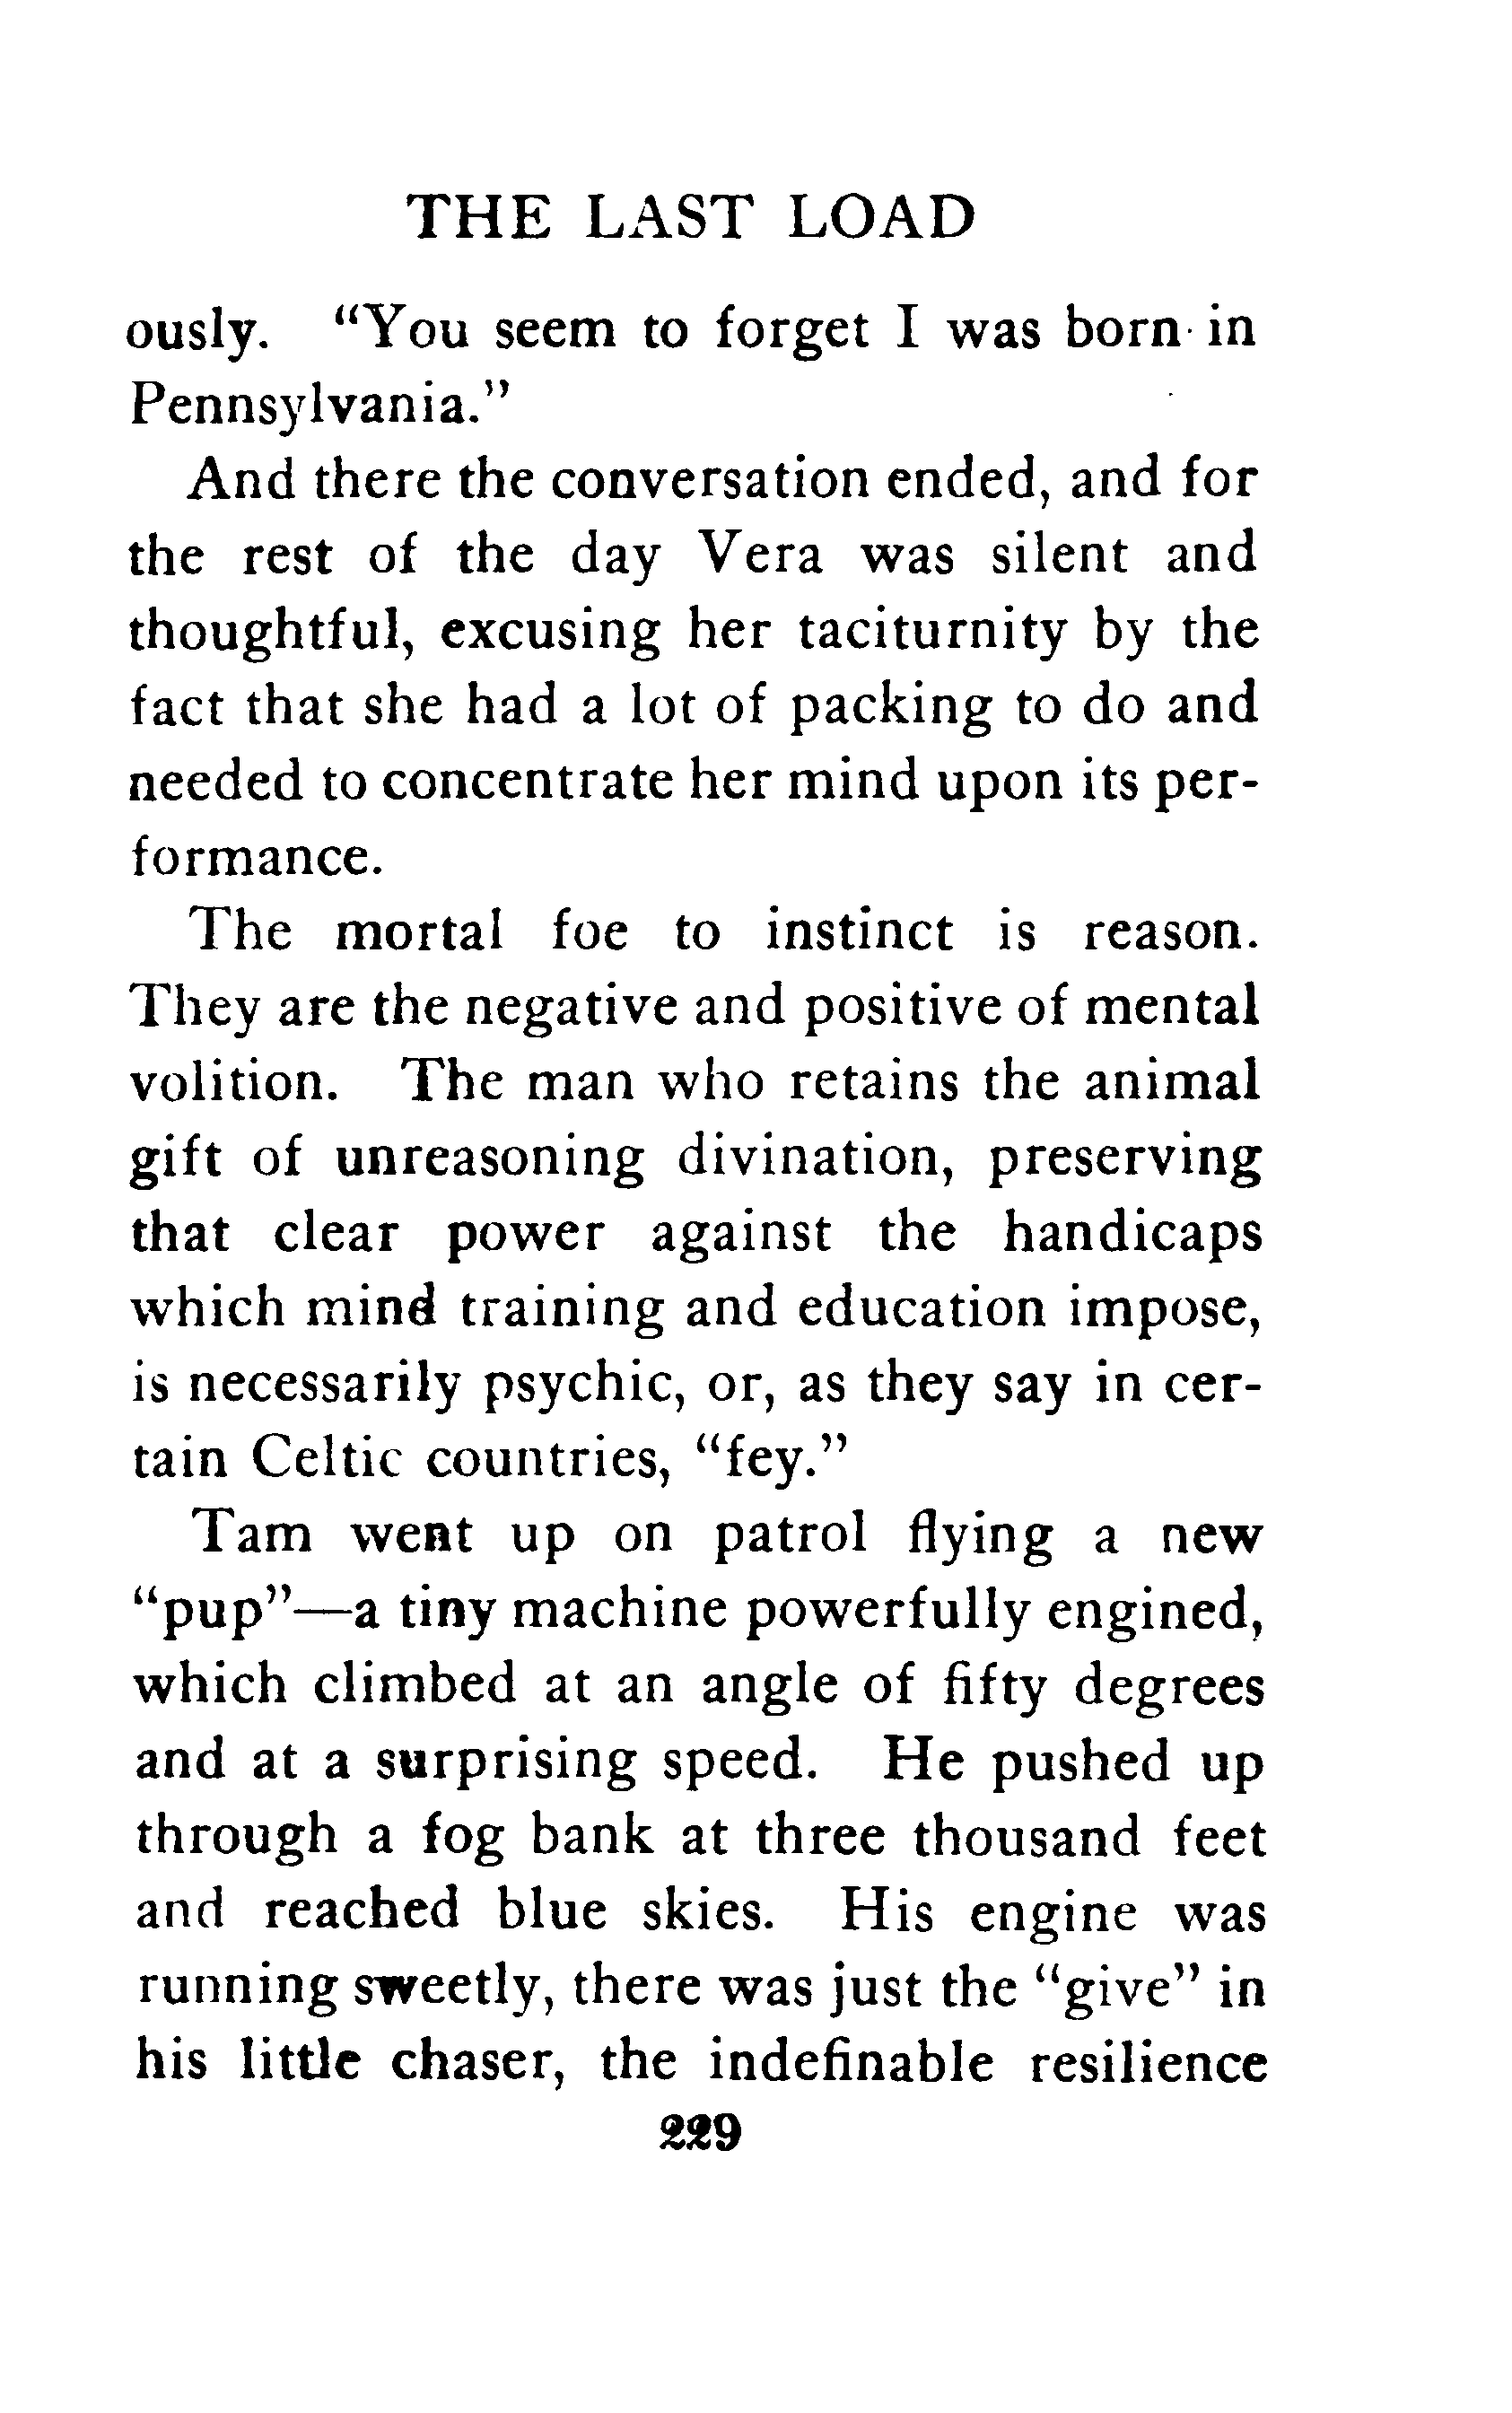 THE LAST LOAD
ously. "You seem to forget I was born in
Pennsylvania."
And there the conversation ended, and for
the rest of the day Vera was silent and
thoughtful, excusing her taciturnity by the
fact that she had a lot of packing to do and
needed to concentrate her mind upon its per-
formance.
The mortal foe to instinct is reason.
They are the negative and positive of mental
volition. The man who retains the animal
gift of unreasoning divination, preserving
that clear power against the handicaps
which mind training and education impose,
is necessarily psychic, or, as they say in cer-
tain Celtic countries, "fey."
Tam went up on patrol flying a new
"pup"—a tiny machine powerfully engined,
which climbed at an angle of fifty degrees
and at a surprising speed. He pushed up
through a fog bank at three thousand feet
and reached blue skies. His engine was
running sweetly, there was just the "give" in
his little chaser, the indefinable resilience
229